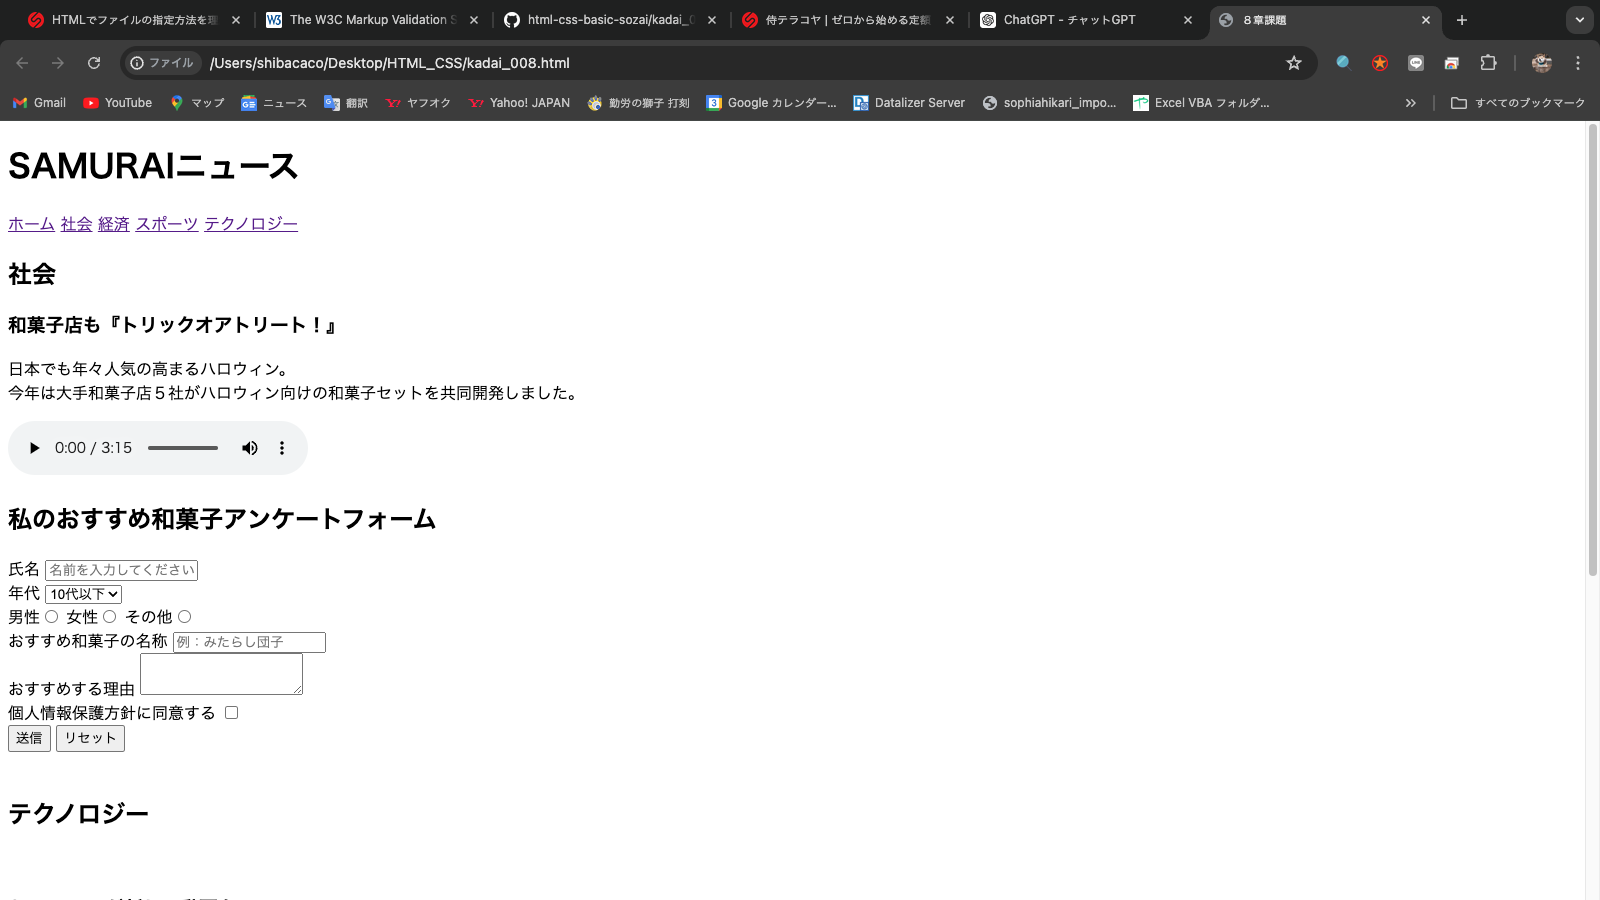 HTMLでファイルの指定方法を理
The W3C Markup Validation S
html-css-basic-sozai/kadai_0
侍テラコヤ | ゼロから始める定額
ChatGPT - チャットGPT
８章課題
ファイル /Users/shibacaco/Desktop/HTML_CSS/kadai_008.html
Gmail YouTube マップ ニュース 翻訳 ヤフオク Yahoo! JAPAN 勤労の獅子 打刻 Google カレンダー... Datalizer Server sophiahikari_impo... Excel VBA フォルダ... » すべてのブックマーク
SAMURAIニュース
ホーム 社会 経済 スポーツ テクノロジー
社会
和菓子店も『トリックオアトリート！』
日本でも年々人気の高まるハロウィン。
今年は大手和菓子店５社がハロウィン向けの和菓子セットを共同開発しました。
0:00 / 3:15
私のおすすめ和菓子アンケートフォーム
氏名 名前を入力してください
年代 10代以下
男性 女性 その他
おすすめ和菓子の名称 例：みたらし団子
おすすめする理由
個人情報保護方針に同意する
送信 リセット
テクノロジー